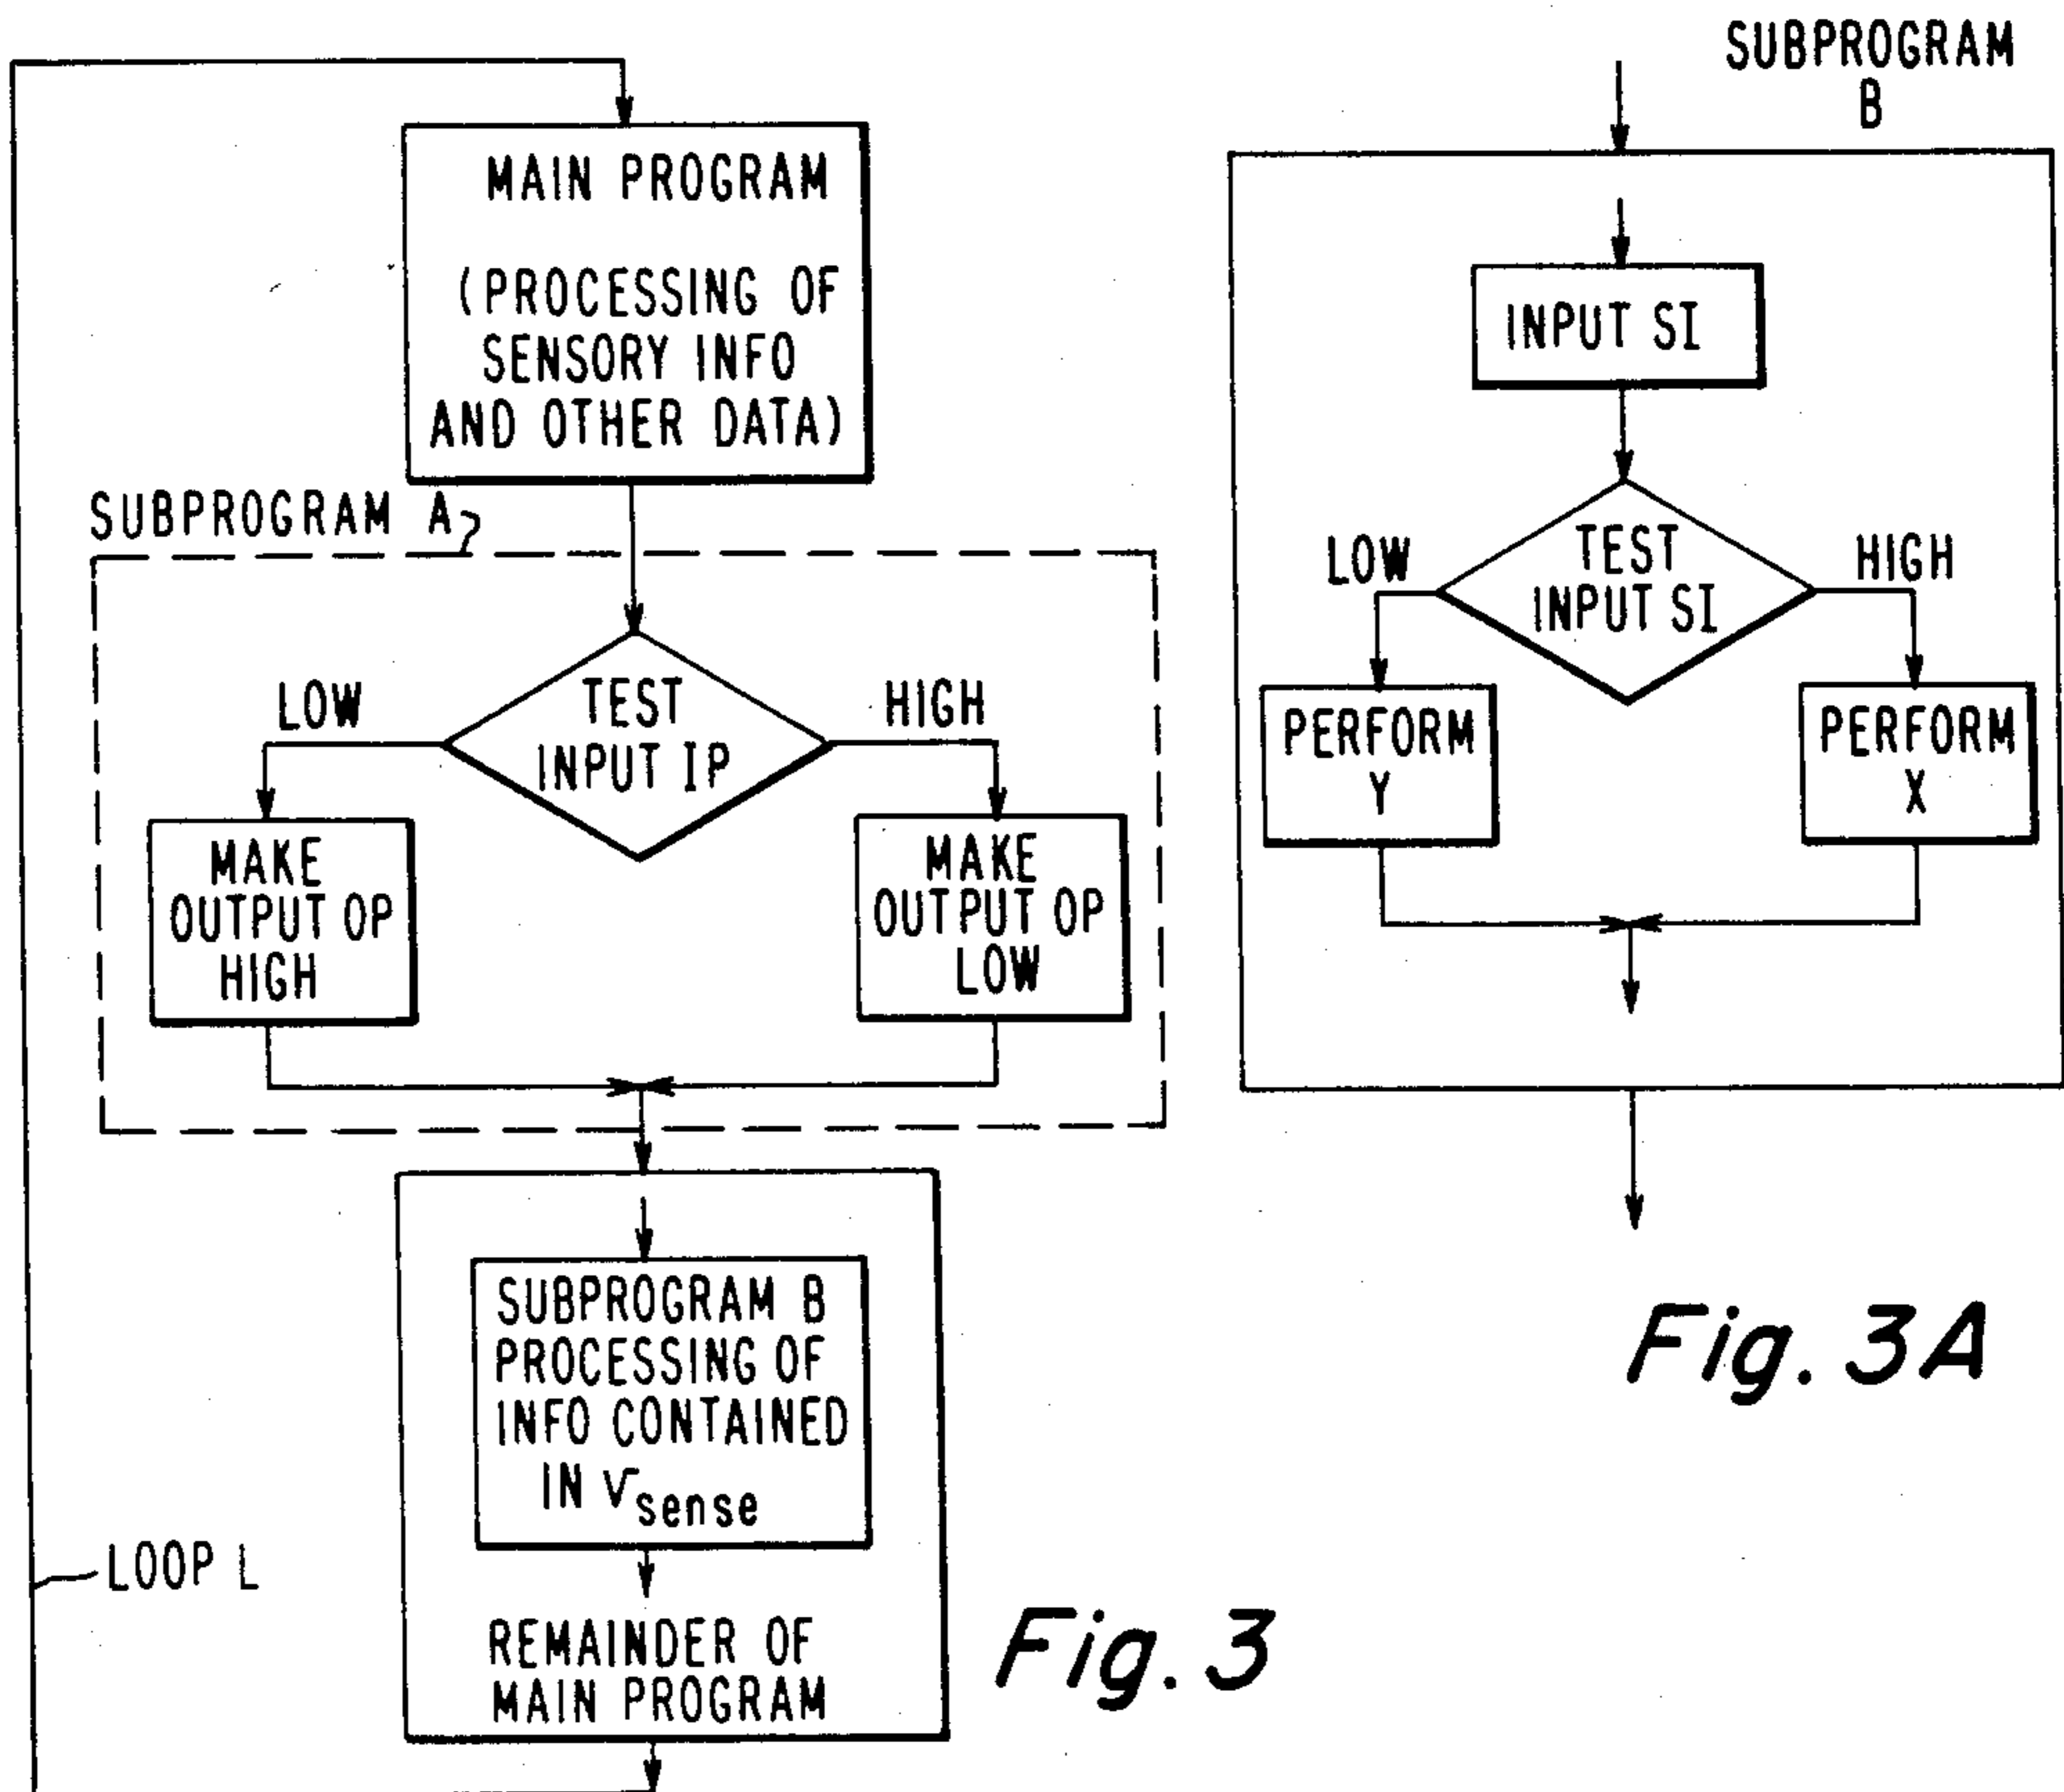 MAIN PROGRAM
(PROCESSING OF
SENSORY INFO
AND OTHER DATA)
SUBPROGRAM A
LOW
TEST
INPUT IP
HIGH
MAKE
OUTPUT OP
HIGH
MAKE
OUTPUT OP
LOW
SUBPROGRAM B
PROCESSING OF
INFO CONTAINED
IN Vsense
REMAINDER OF
MAIN PROGRAM
LOOP L
Fig. 3
SUBPROGRAM
B
INPUT SI
LOW
TEST
INPUT SI
HIGH
PERFORM
Y
PERFORM
X
Fig. 3A